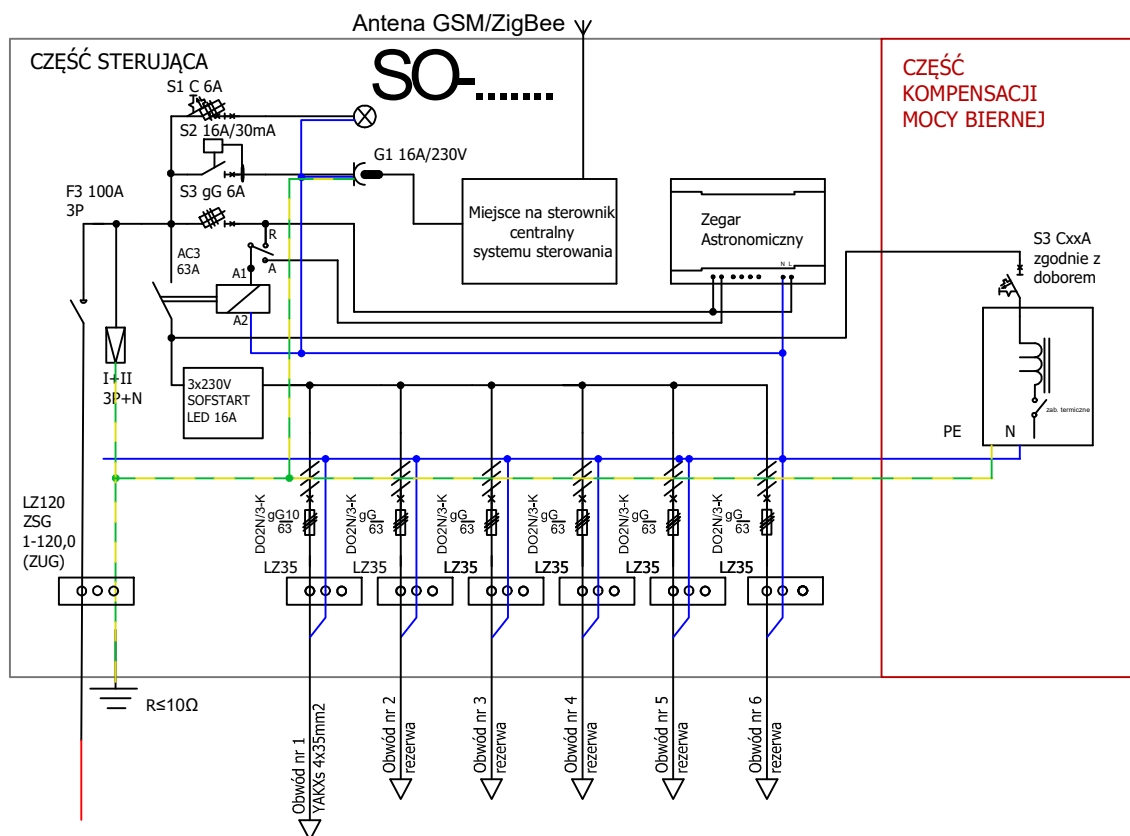 Antena GSM/ZigBee
CZĘŚĆ STERUJĄCA
SO-.......
CZĘŚĆ
KOMPENSACJI
MOCY BIERNEJ
S1 C 6A
S2 16A/30mA
G1 16A/230V
S3 gG 6A
F3 100A
3P
R
A
AC3
63A
A1
A2
Miejsce na sterownik
centralny
systemu sterowania
Zegar
Astronomiczny
N L
S3 CxxA
zgodnie z
doborem
zab. termiczne
PE
N
I+II
3P+N
3x230V
SOFSTART
LED 16A
LZ120
ZSG
1-120,0
(ZUG)
DO2N/3-K
gG10
63
LZ35
DO2N/3-K
gG
63
LZ35
DO2N/3-K
gG
63
LZ35
DO2N/3-K
gG
63
LZ35
DO2N/3-K
gG
63
LZ35
DO2N/3-K
gG
63
LZ35
R≤10Ω
Obwód nr 1
YAKXs 4x35mm2
Obwód nr 2
rezerwa
Obwód nr 3
rezerwa
Obwód nr 4
rezerwa
Obwód nr 5
rezerwa
Obwód nr 6
rezerwa